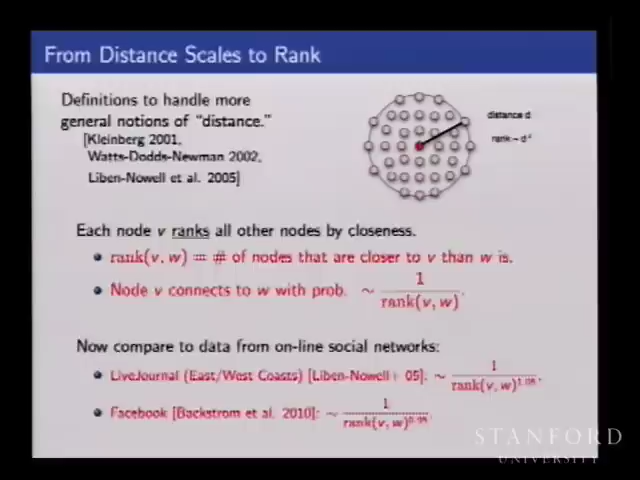 From Distance Scales to Rank
Definitions to handle more
general notions of "distance."
[Kleinberg 2001,
Watts-Dodds-Newman 2002,
Liben-Nowell et al. 2005]
distance d
rank ~ d²
Each node v ranks all other nodes by closeness.
rank(v, w) = # of nodes that are closer to v than w is.
Node v connects to w with prob. ~ 1 / rank(v, w).
Now compare to data from on-line social networks:
LiveJournal (East/West Coasts) [Liben-Nowell+ 05]: ~ 1 / rank(v, w)
Facebook [Backstrom et al. 2010]: ~ 1 / rank(v, w)
STANFORD
UNIVERSITY